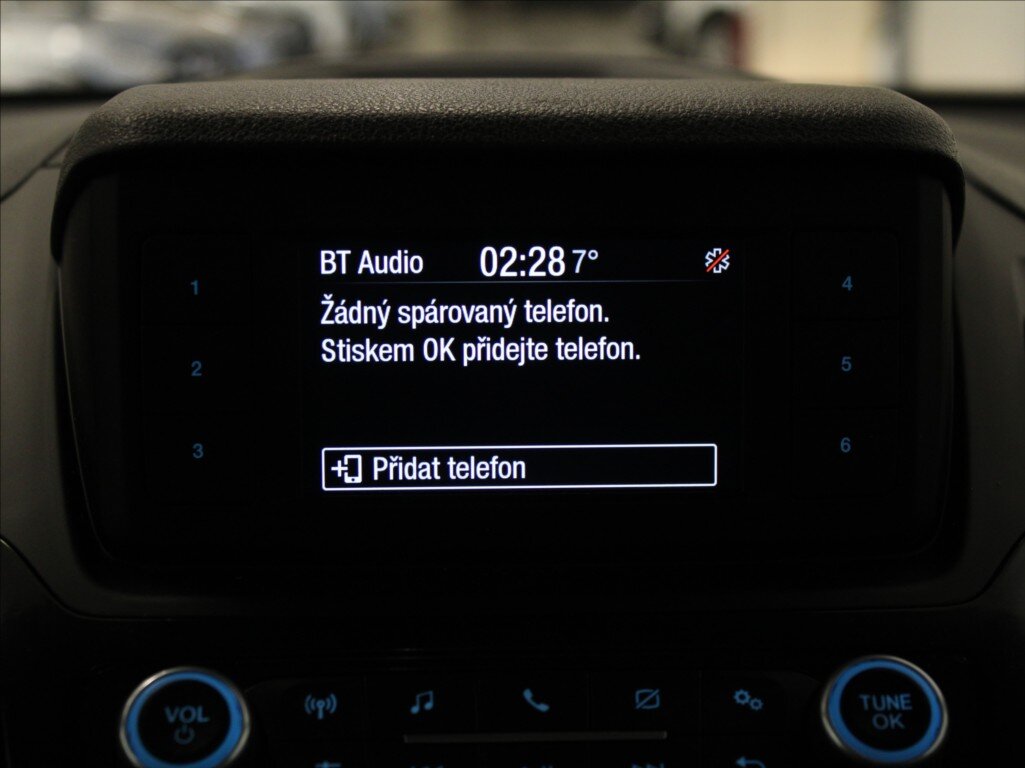 BT Audio 02:28 7°
Žádný spárovaný telefon.
Stiskem OK přidejte telefon.
Přidat telefon
1
2
3
4
5
6
VOL
TUNE
OK